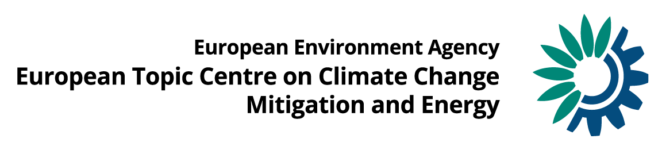 European Environment Agency
European Topic Centre on Climate Change
Mitigation and Energy